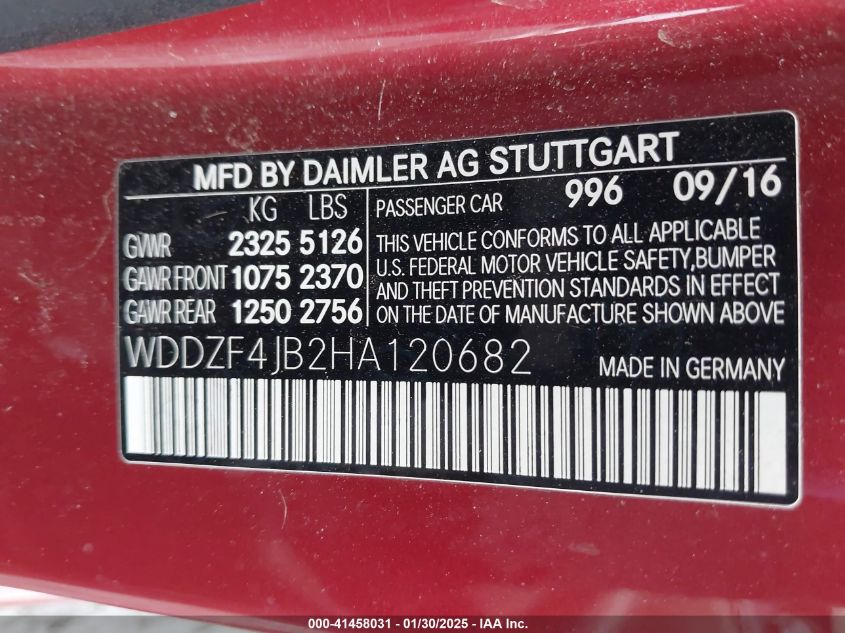 MFD BY DAIMLER AG STUTTGART
KG LBS
PASSENGER CAR 996 09/16
GVWR 2325 5126
GAWR FRONT 1075 2370
GAWR REAR 1250 2756
THIS VEHICLE CONFORMS TO ALL APPLICABLE
U.S. FEDERAL MOTOR VEHICLE SAFETY,BUMPER
AND THEFT PREVENTION STANDARDS IN EFFECT
ON THE DATE OF MANUFACTURE SHOWN ABOVE
WDDZF4JB2HA120682 MADE IN GERMANY
000-41458031 - 01/30/2025 - IAA Inc.